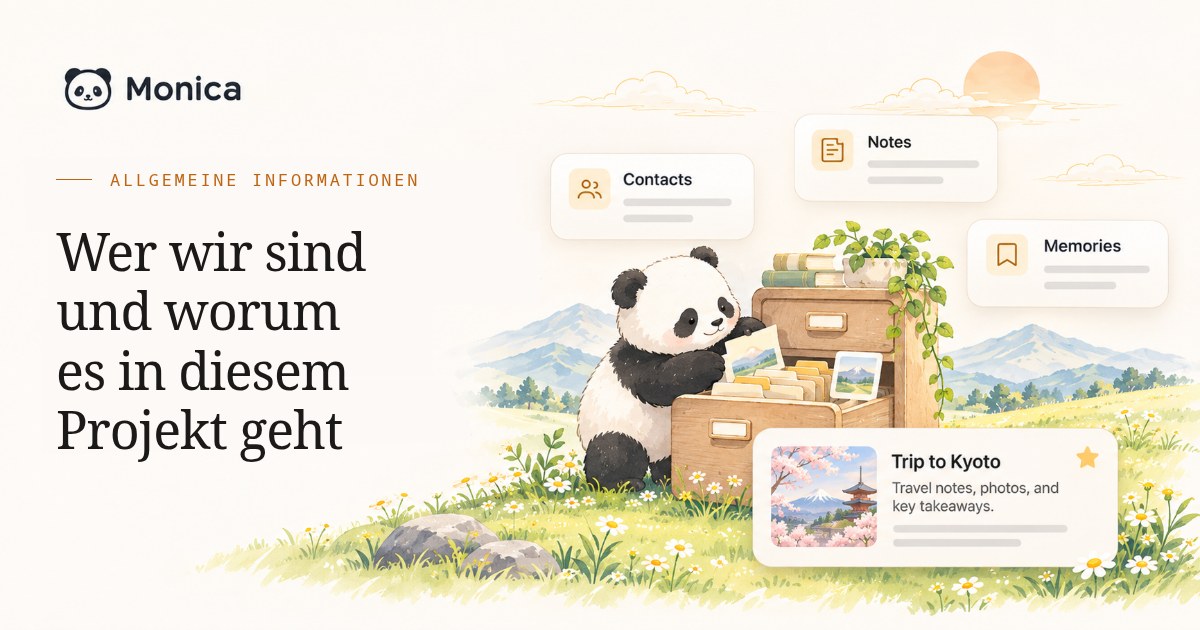 Monica
ALLGEMEINE INFORMATIONEN
Wer wir sind
und worum
es in diesem
Projekt geht
Contacts
Notes
Memories
Trip to Kyoto
Travel notes, photos, and
key takeaways.